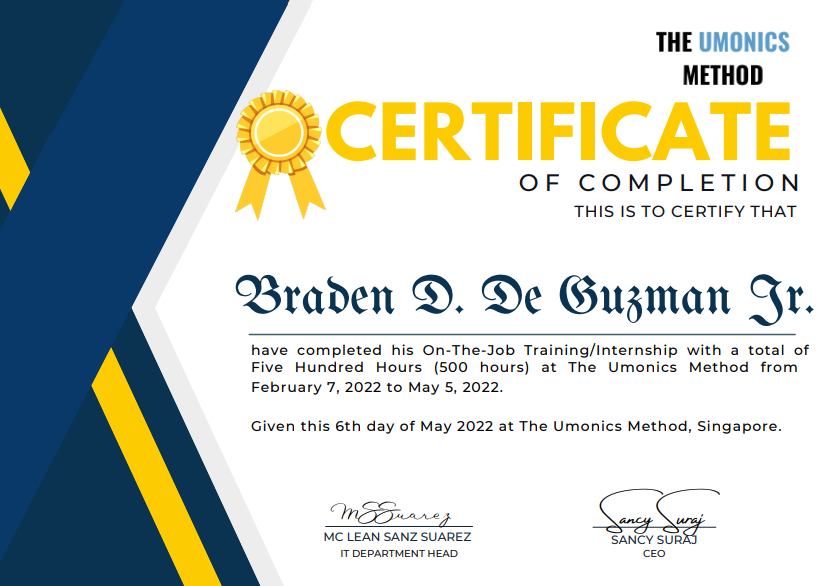 THE UMONICS
METHOD
CERTIFICATE
OF COMPLETION
THIS IS TO CERTIFY THAT
Braden D. De Guzman Jr.
have completed his On-The-Job Training/Internship with a total of
Five Hundred Hours (500 hours) at The Umonics Method from
February 7, 2022 to May 5, 2022.
Given this 6th day of May 2022 at The Umonics Method, Singapore.
MSSuarez
MC LEAN SANZ SUAREZ
IT DEPARTMENT HEAD
Sancy Suraj
SANCY SURAJ
CEO